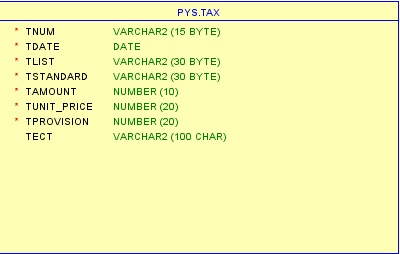 PYS.TAX
* TNUM VARCHAR2 (15 BYTE)
* TDATE DATE
* TLIST VARCHAR2 (30 BYTE)
* TSTANDARD VARCHAR2 (30 BYTE)
* TAMOUNT NUMBER (10)
* TUNIT_PRICE NUMBER (20)
* TPROVISION NUMBER (20)
TECT VARCHAR2 (100 CHAR)